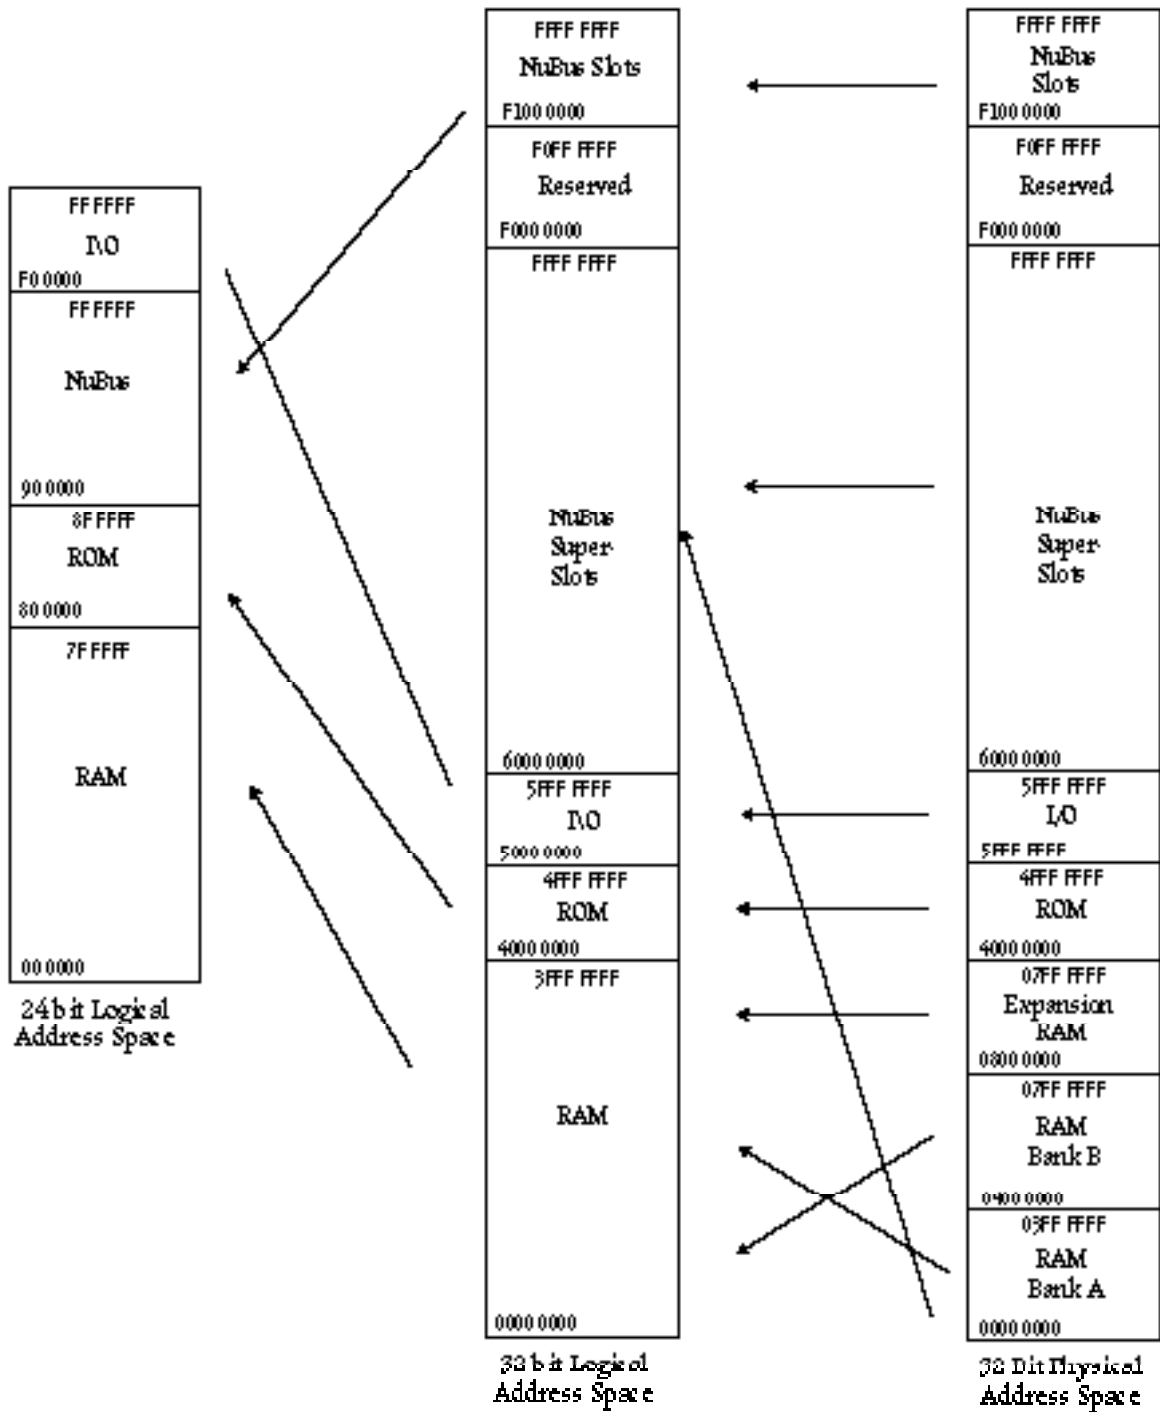 FF FFFF
I\O
F0 0000
FF FFFF
NuBus
90 0000
8F FFFF
ROM
80 0000
7F FFFF
RAM
00 0000
24 bit Logical
Address Space
FFFF FFFF
NuBus Slots
F100 0000
F0FF FFFF
Reserved
F000 0000
FFFF FFFF
NuBus
Super
Slots
6000 0000
5FFF FFFF
I\O
5000 0000
4FFF FFFF
ROM
4000 0000
3FFF FFFF
RAM
0000 0000
32 bit Logical
Address Space
FFFF FFFF
NuBus
Slots
F100 0000
F0FF FFFF
Reserved
F000 0000
FFFF FFFF
NuBus
Super
Slots
6000 0000
5FFF FFFF
I/O
5FFF FFFF
4FFF FFFF
ROM
4000 0000
07FF FFFF
Expansion
RAM
0800 0000
07FF FFFF
RAM
Bank B
0400 0000
03FF FFFF
RAM
Bank A
0000 0000
32 Bit Physical
Address Space